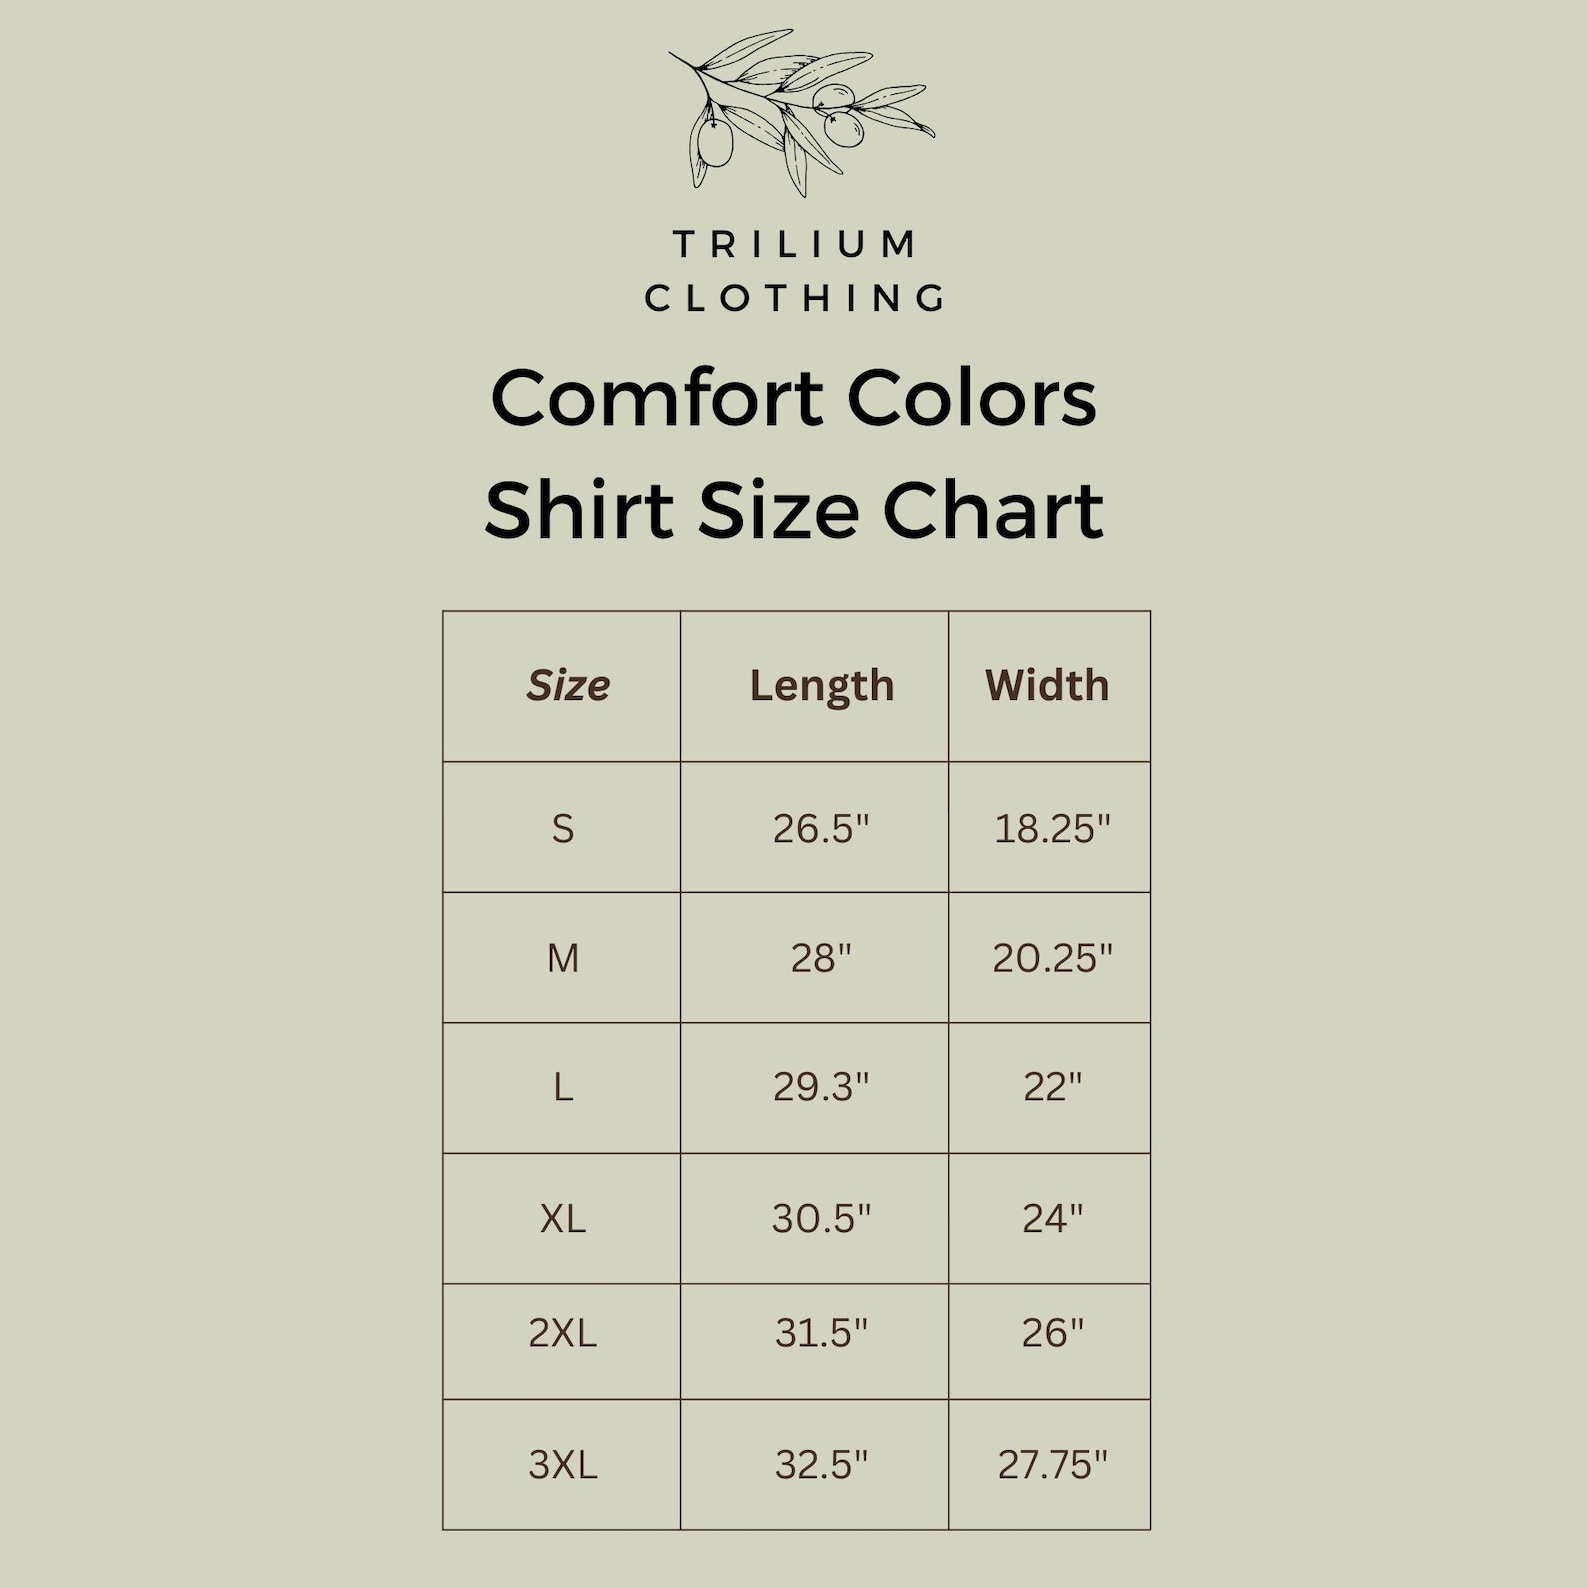 TRILIUM
CLOTHING
Comfort Colors
Shirt Size Chart
Size Length Width
S 26.5" 18.25"
M 28" 20.25"
L 29.3" 22"
XL 30.5" 24"
2XL 31.5" 26"
3XL 32.5" 27.75"